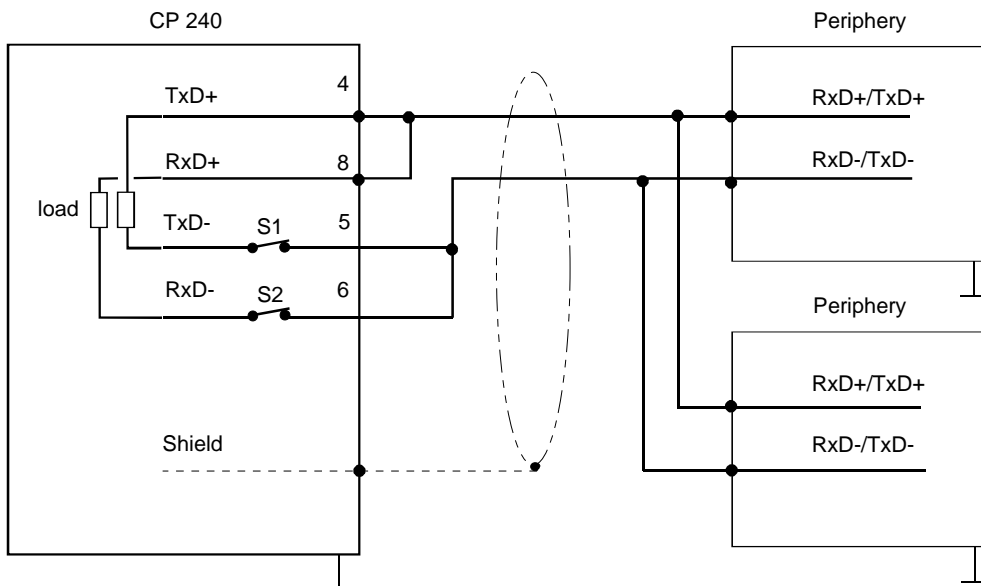 CP 240
Periphery
TxD+
4
RxD+/TxD+
RxD+
8
RxD-/TxD-
load
TxD-
S1
5
RxD-
S2
6
Periphery
RxD+/TxD+
Shield
RxD-/TxD-